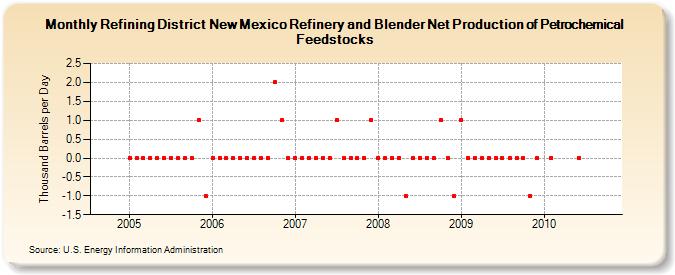 Monthly Refining District New Mexico Refinery and Blender Net Production of Petrochemical
Feedstocks
Thousand Barrels per Day
2.5
2.0
1.5
1.0
0.5
0.0
-0.5
-1.0
-1.5
2005 2006 2007 2008 2009 2010
Source: U.S. Energy Information Administration